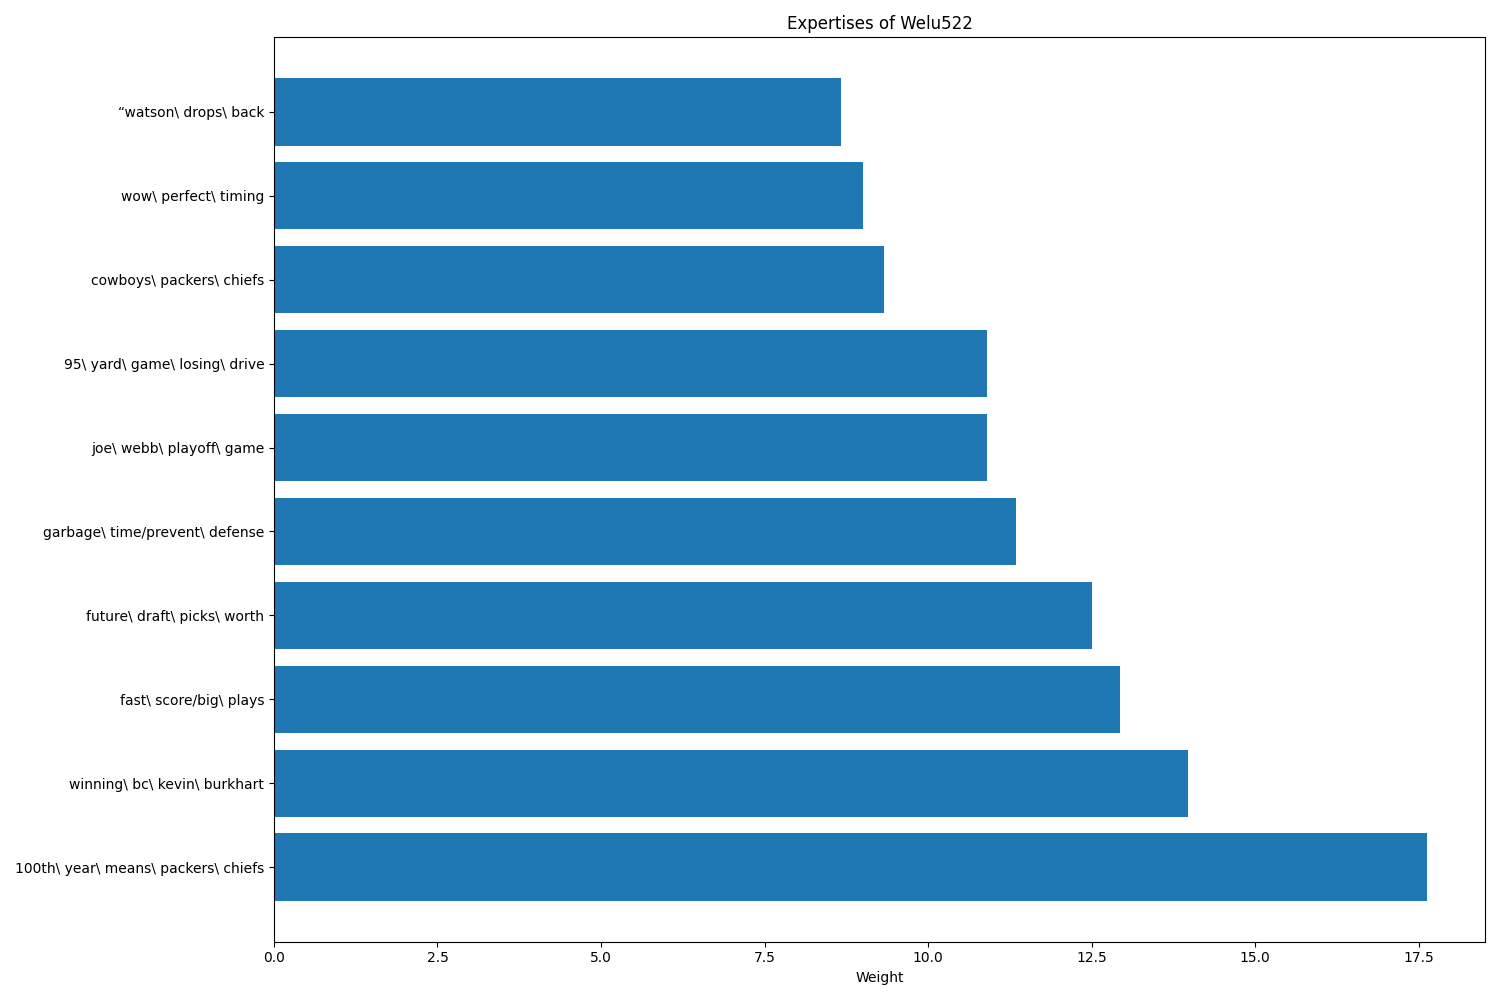 Expertises of Welu522
“watson\ drops\ back
wow\ perfect\ timing
cowboys\ packers\ chiefs
95\ yard\ game\ losing\ drive
joe\ webb\ playoff\ game
garbage\ time/prevent\ defense
future\ draft\ picks\ worth
fast\ score/big\ plays
winning\ bc\ kevin\ burkhart
100th\ year\ means\ packers\ chiefs
0.0 2.5 5.0 7.5 10.0 12.5 15.0 17.5
Weight